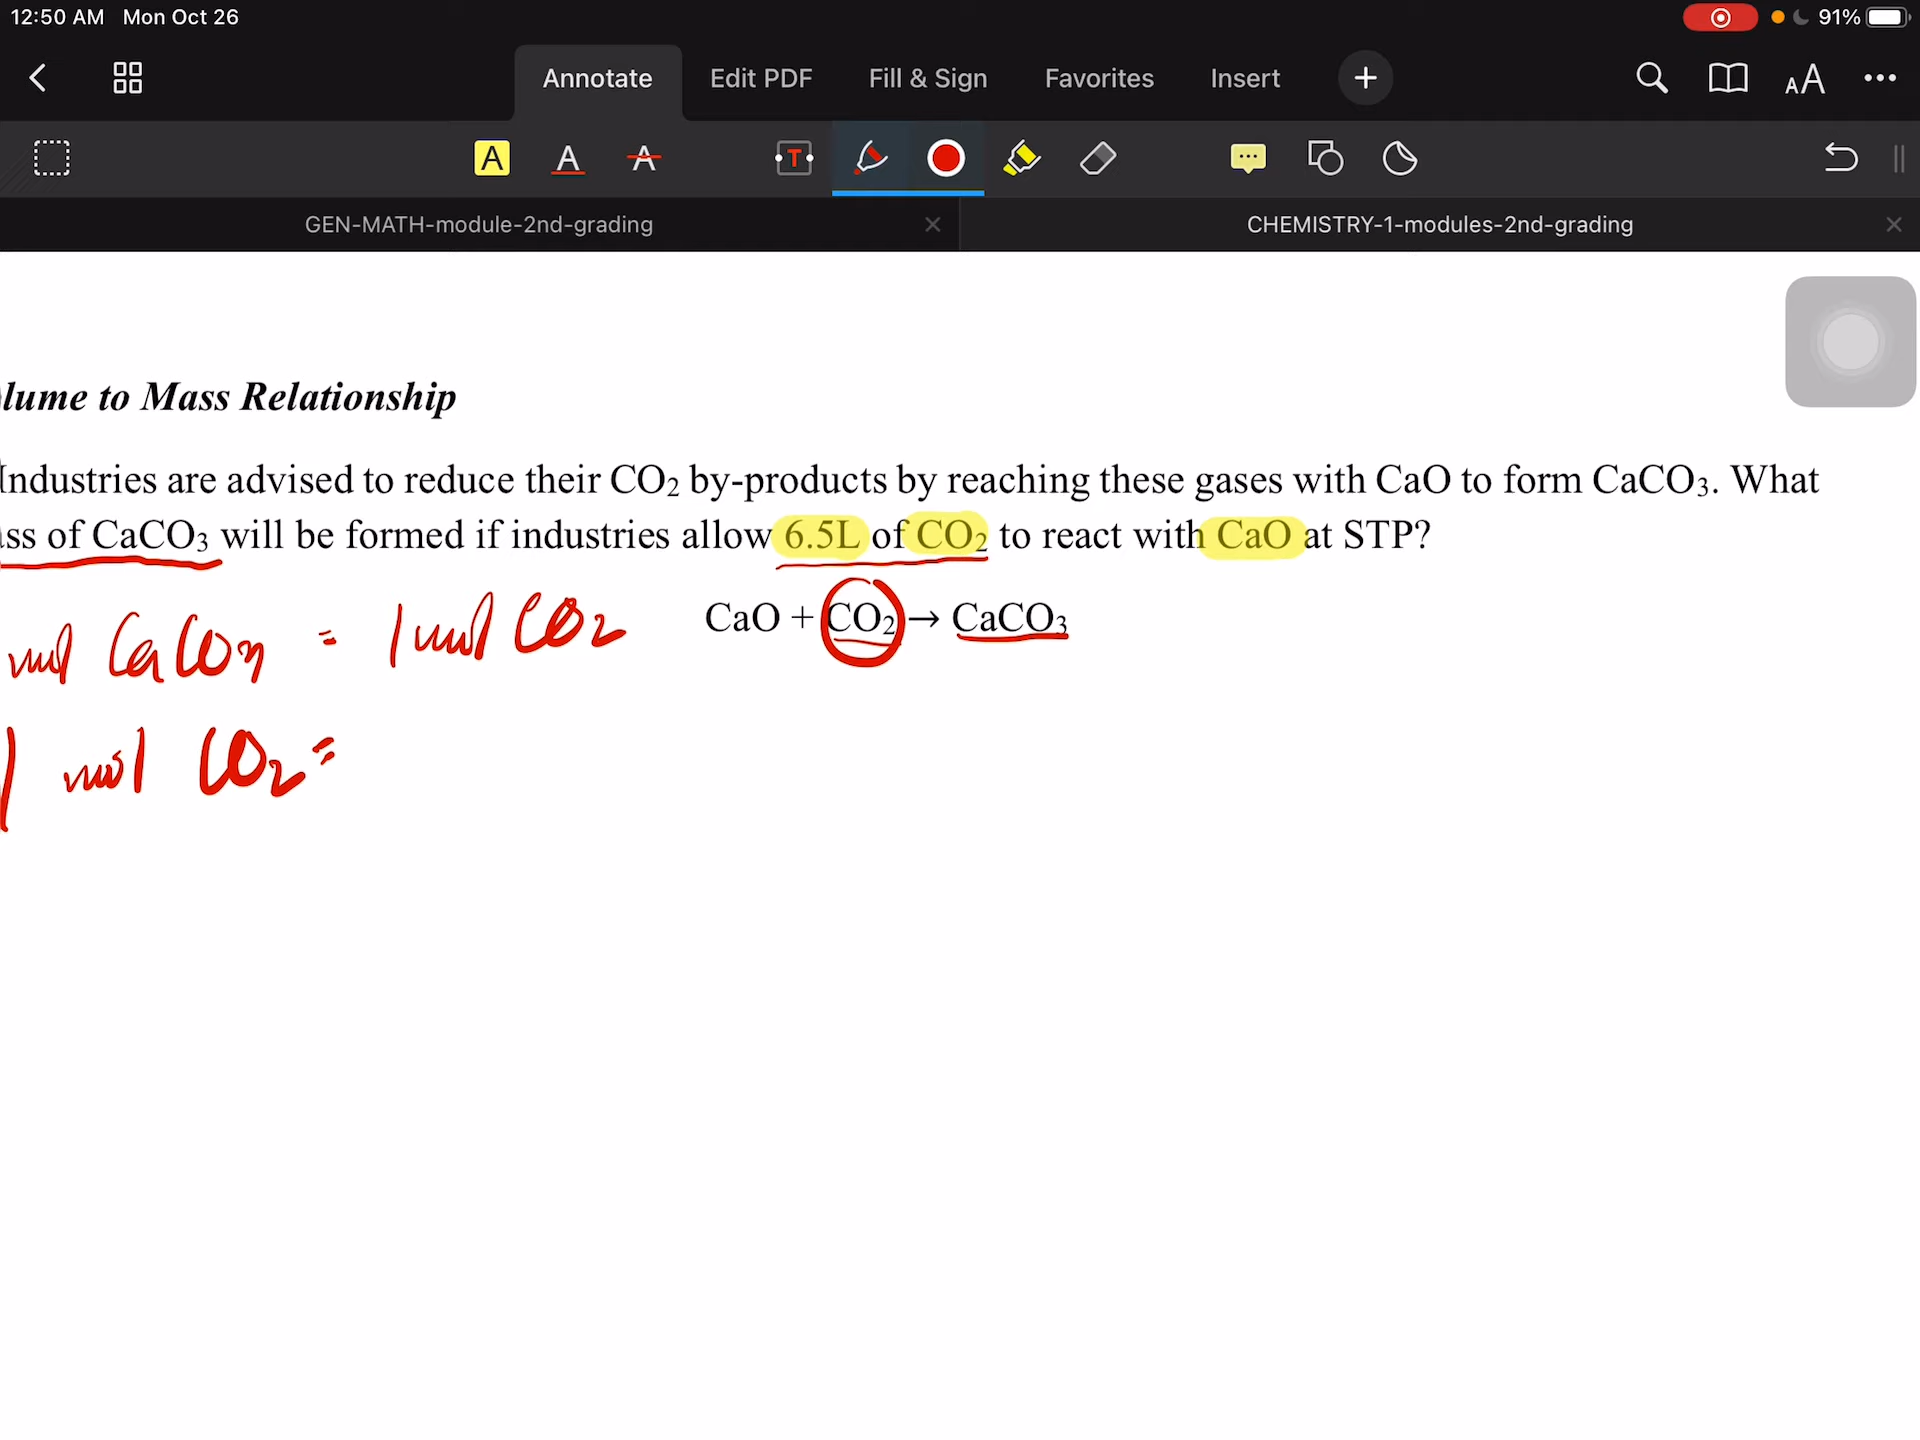 12:50 AM Mon Oct 26
91%
Annotate Edit PDF Fill & Sign Favorites Insert
AA
A A A T
GEN-MATH-module-2nd-grading
CHEMISTRY-1-modules-2nd-grading
lume to Mass Relationship
Industries are advised to reduce their CO₂ by-products by reaching these gases with CaO to form CaCO₃. What
ss of CaCO₃ will be formed if industries allow 6.5L of CO₂ to react with CaO at STP?
CaO + CO₂ → CaCO₃
mol CaCO₃ = 1 mol CO₂
1 mol CO₂ =